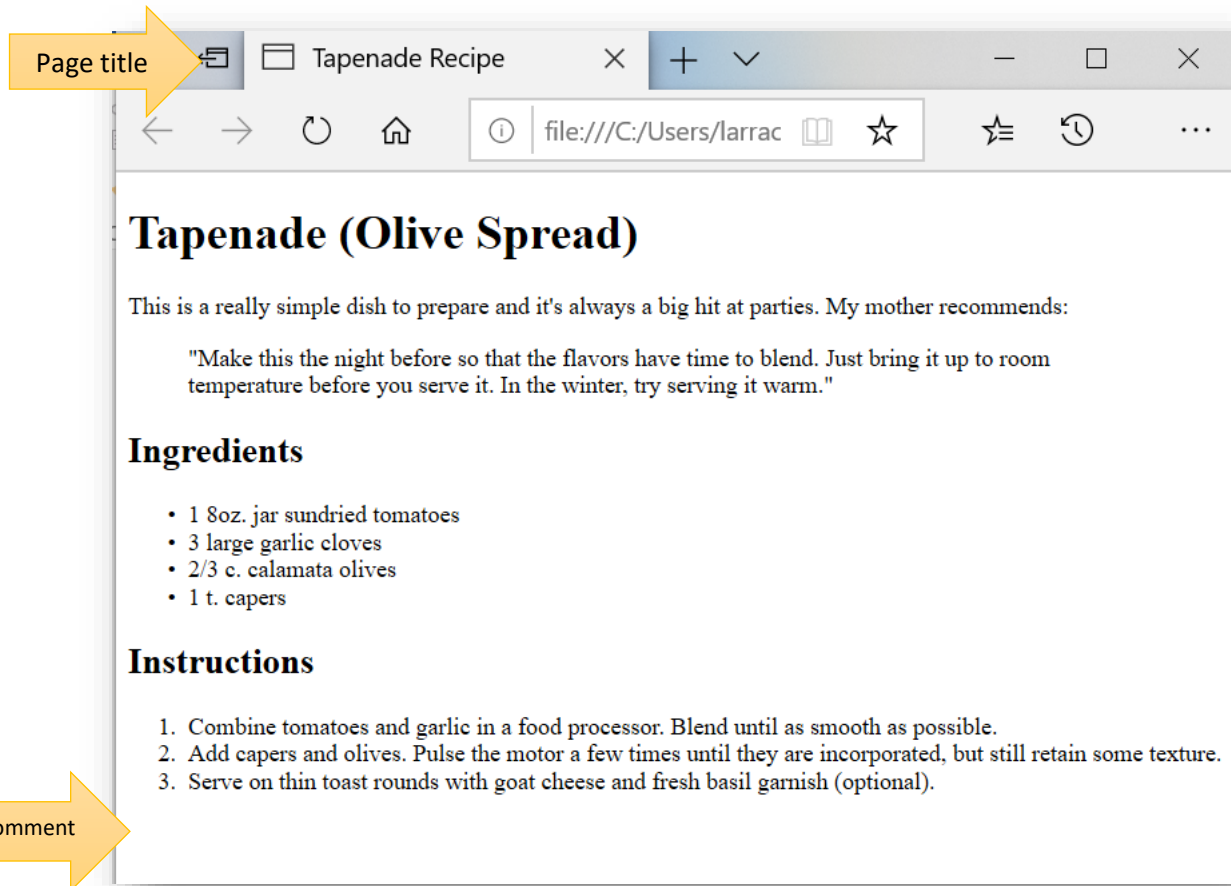 Page title
Tapenade Recipe
file:///C:/Users/larrac
Tapenade (Olive Spread)
This is a really simple dish to prepare and it's always a big hit at parties. My mother recommends:
"Make this the night before so that the flavors have time to blend. Just bring it up to room
temperature before you serve it. In the winter, try serving it warm."
Ingredients
• 1 8oz. jar sundried tomatoes
• 3 large garlic cloves
• 2/3 c. calamata olives
• 1 t. capers
Instructions
1. Combine tomatoes and garlic in a food processor. Blend until as smooth as possible.
2. Add capers and olives. Pulse the motor a few times until they are incorporated, but still retain some texture.
3. Serve on thin toast rounds with goat cheese and fresh basil garnish (optional).
omment